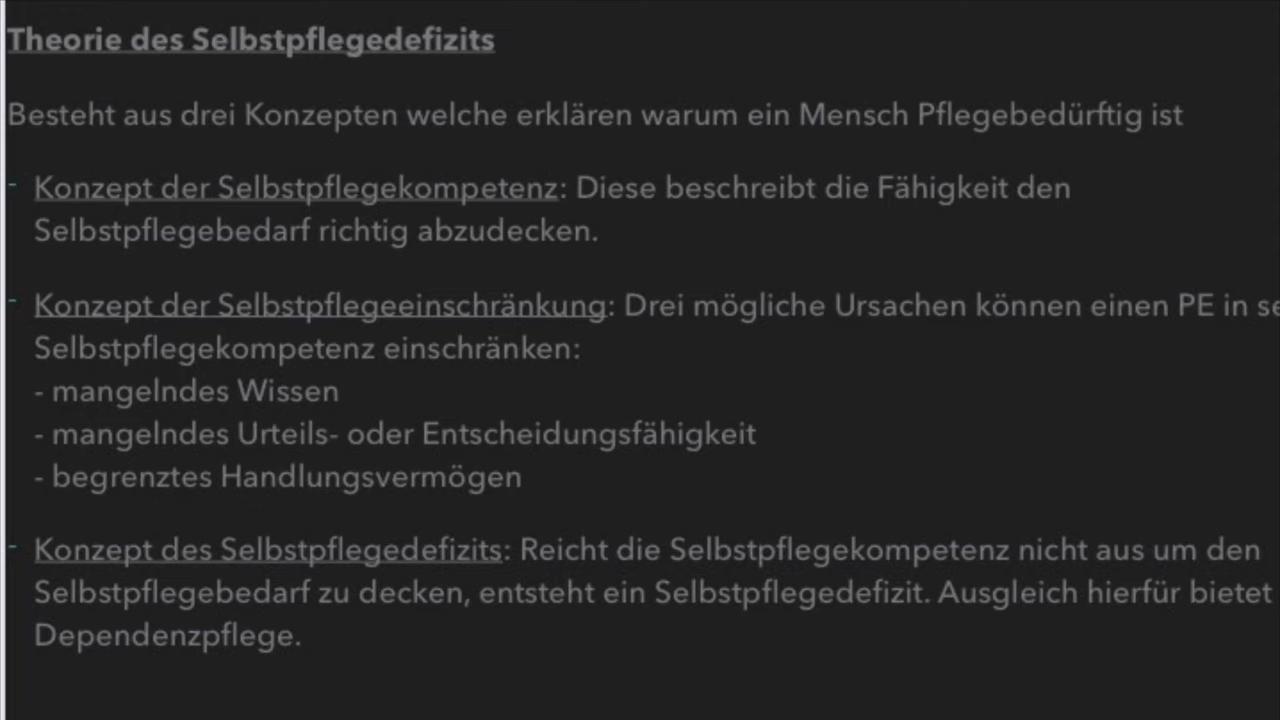 Theorie des Selbstpflegedefizits
Besteht aus drei Konzepten welche erklären warum ein Mensch Pflegebedürftig ist
- Konzept der Selbstpflegekompetenz: Diese beschreibt die Fähigkeit den
Selbstpflegebedarf richtig abzudecken.
- Konzept der Selbstpflegeeinschränkung: Drei mögliche Ursachen können einen PE in
Selbstpflegekompetenz einschränken:
- mangelndes Wissen
- mangelndes Urteils- oder Entscheidungsfähigkeit
- begrenztes Handlungsvermögen
- Konzept des Selbstpflegedefizits: Reicht die Selbstpflegekompetenz nicht aus um den
Selbstpflegebedarf zu decken, entsteht ein Selbstpflegedefizit. Ausgleich hierfür bietet
Dependenzpflege.